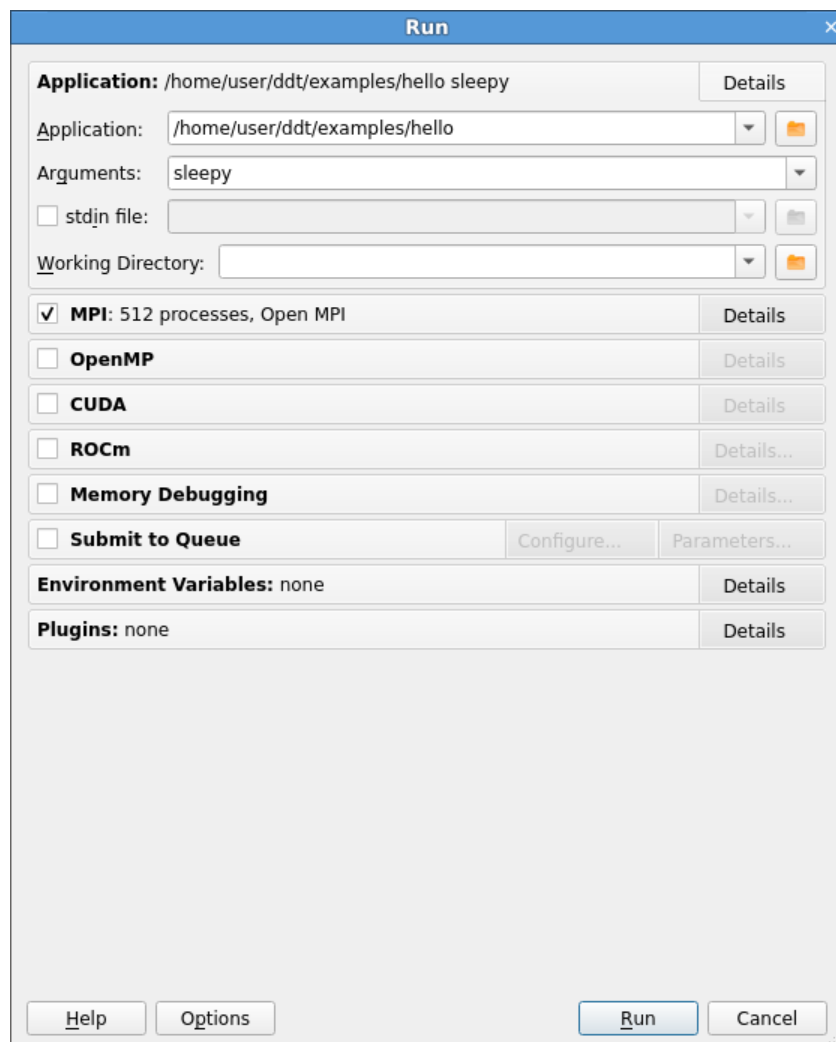 Run
Application: /home/user/ddt/examples/hello sleepy Details
Application: /home/user/ddt/examples/hello
Arguments: sleepy
stdin file:
Working Directory:
MPI: 512 processes, Open MPI Details
OpenMP Details
CUDA Details
ROCm Details...
Memory Debugging Details...
Submit to Queue Configure... Parameters...
Environment Variables: none Details
Plugins: none Details
Help Options Run Cancel